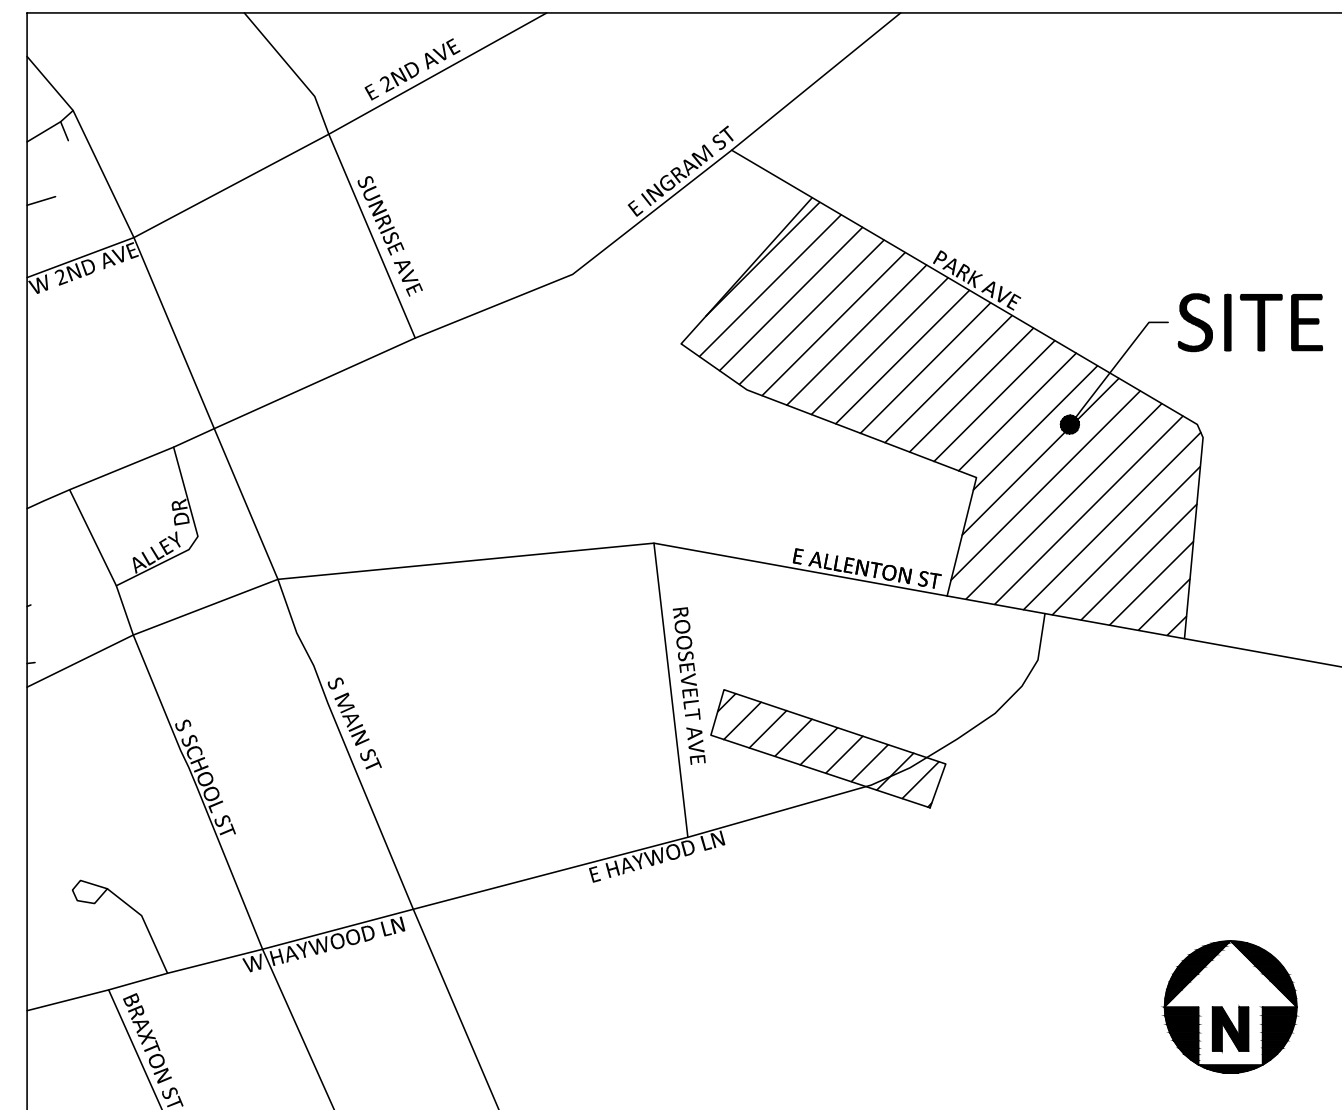 E 2ND AVE
E INGRAM ST
SUNRISE AVE
W 2ND AVE
PARK AVE
SITE
ALLEY DR
E ALLENTON ST
ROOSEVELT AVE
S MAIN ST
S SCHOOL ST
E HAYWOD LN
W HAYWOOD LN
BRAXTON ST
N